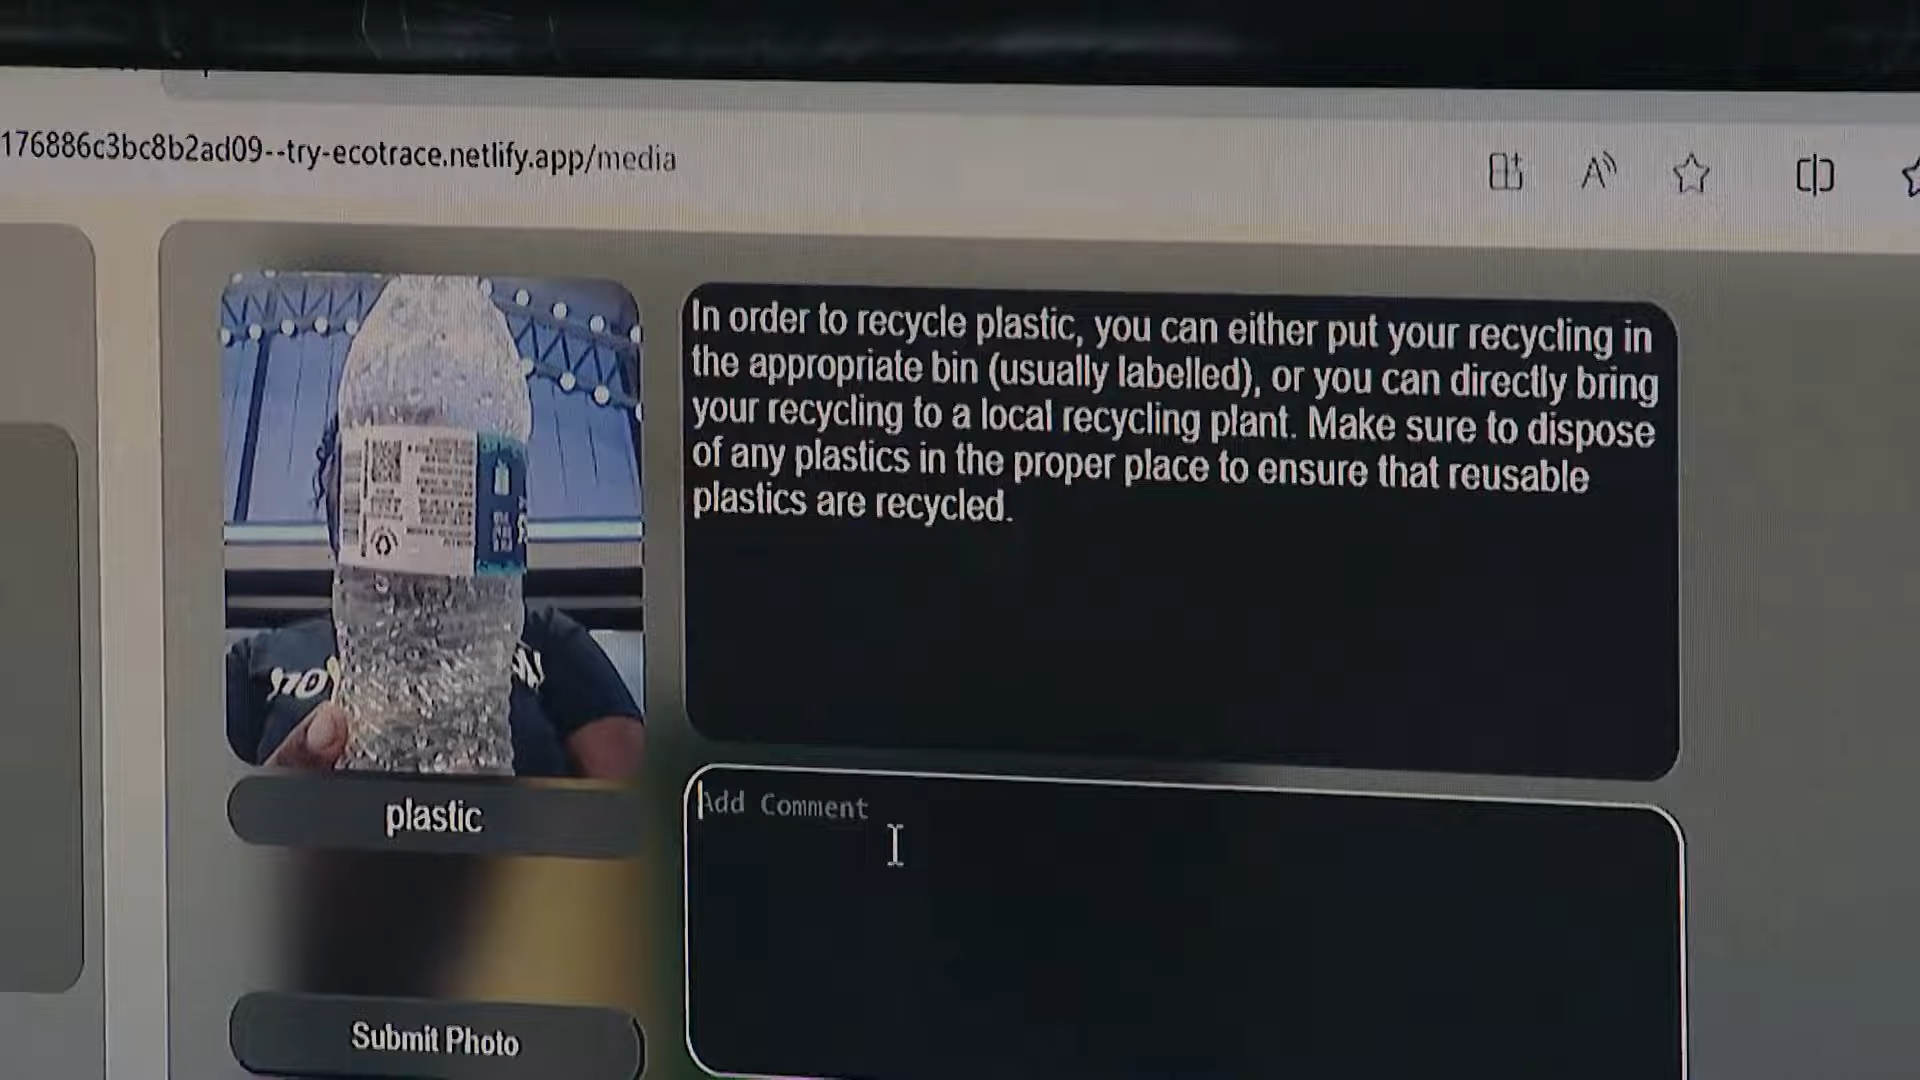 176886c3bc8b2ad09--try-ecotrace.netlify.app/media
In order to recycle plastic, you can either put your recycling in
the appropriate bin (usually labelled), or you can directly bring
your recycling to a local recycling plant. Make sure to dispose
of any plastics in the proper place to ensure that reusable
plastics are recycled.
plastic
Add Comment
Submit Photo